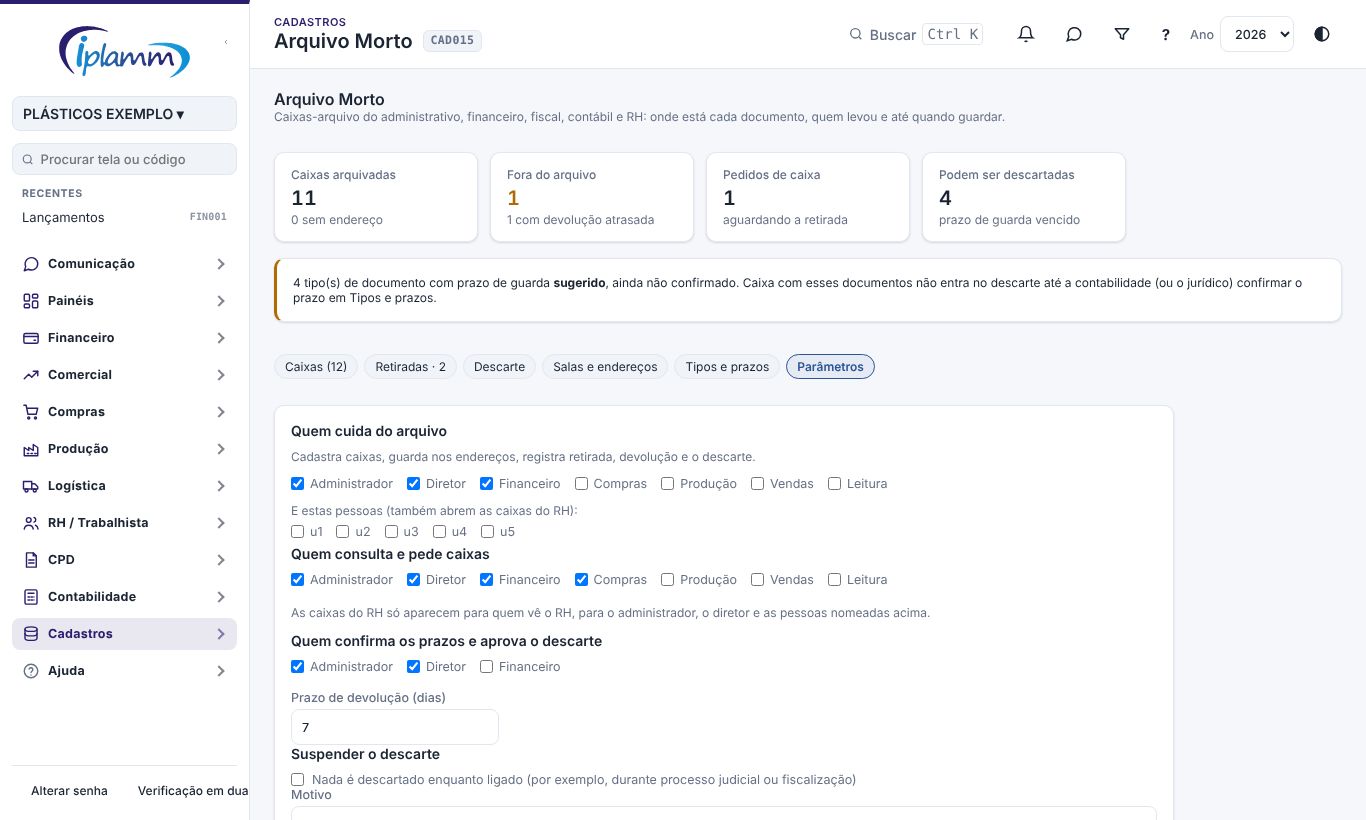 iplamm
PLÁSTICOS EXEMPLO ▾
Procurar tela ou código
RECENTES
Lançamentos FIN001
Comunicação
Painéis
Financeiro
Comercial
Compras
Produção
Logística
RH / Trabalhista
CPD
Contabilidade
Cadastros
Ajuda
Alterar senha Verificação em dua
CADASTROS
Arquivo Morto CAD015
Buscar Ctrl K
? Ano 2026
Arquivo Morto
Caixas-arquivo do administrativo, financeiro, fiscal, contábil e RH: onde está cada documento, quem levou e até quando guardar.
Caixas arquivadas
11
0 sem endereço
Fora do arquivo
1
1 com devolução atrasada
Pedidos de caixa
1
aguardando a retirada
Podem ser descartadas
4
prazo de guarda vencido
4 tipo(s) de documento com prazo de guarda sugerido, ainda não confirmado. Caixa com esses documentos não entra no descarte até a contabilidade (ou o jurídico) confirmar o
prazo em Tipos e prazos.
Caixas (12) Retiradas · 2 Descarte Salas e endereços Tipos e prazos Parâmetros
Quem cuida do arquivo
Cadastra caixas, guarda nos endereços, registra retirada, devolução e o descarte.
Administrador Diretor Financeiro Compras Produção Vendas Leitura
E estas pessoas (também abrem as caixas do RH):
u1 u2 u3 u4 u5
Quem consulta e pede caixas
Administrador Diretor Financeiro Compras Produção Vendas Leitura
As caixas do RH só aparecem para quem vê o RH, para o administrador, o diretor e as pessoas nomeadas acima.
Quem confirma os prazos e aprova o descarte
Administrador Diretor Financeiro
Prazo de devolução (dias)
7
Suspender o descarte
Nada é descartado enquanto ligado (por exemplo, durante processo judicial ou fiscalização)
Motivo